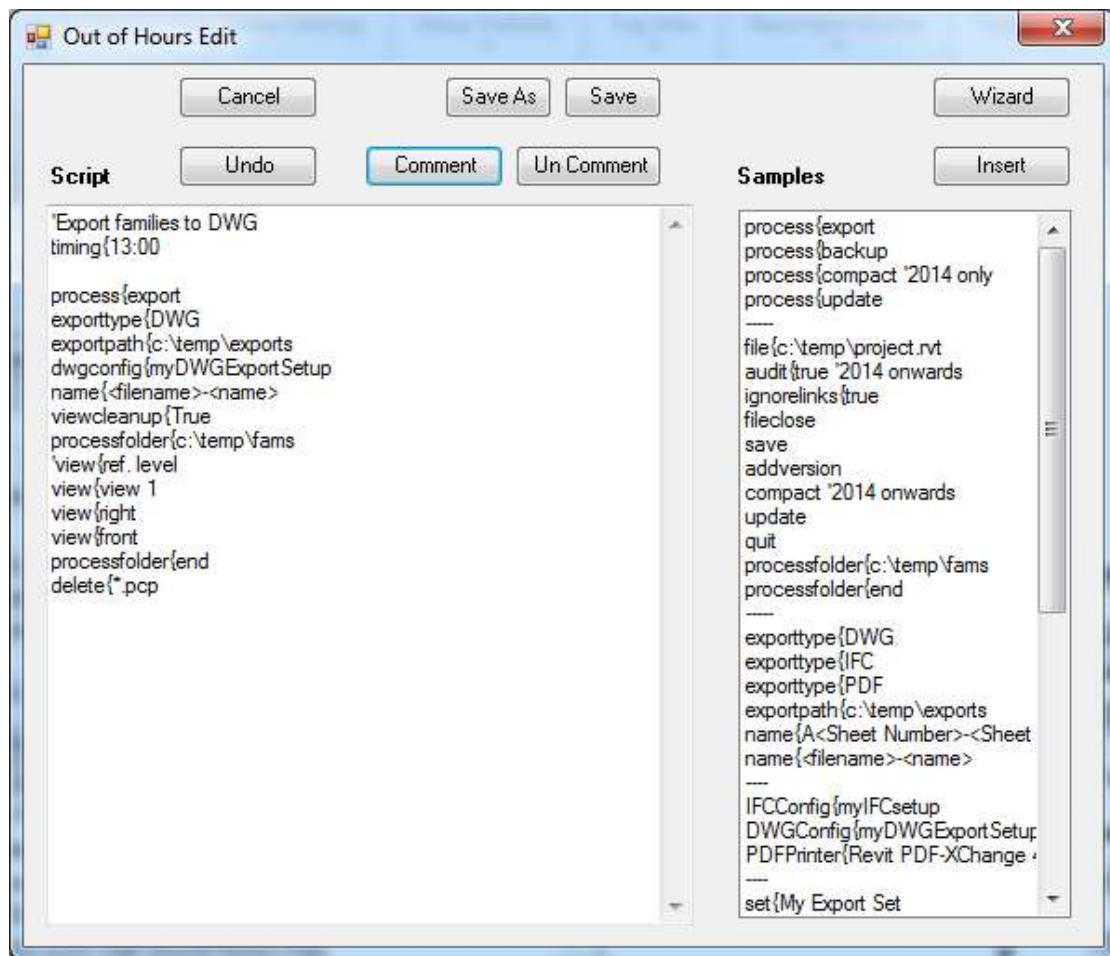 Out of Hours Edit
Cancel
Save As
Save
Wizard
Script
Undo
Comment
Un Comment
Samples
Insert
'Export families to DWG
timing{13:00

process{export
exporttype{DWG
exportpath{c:\temp\exports
dwgconfig{myDWGExportSetup
name{<filename>-<name>
viewcleanup{True
processfolder{c:\temp\fams
'view{ref. level
view{view 1
view{right
view{front
processfolder{end
delete{*.pcp
process{export
process{backup
process{compact '2014 only
process{update
-----
file{c:\temp\project.rvt
audit{true '2014 onwards
ignorelinks{true
fileclose
save
addversion
compact '2014 onwards
update
quit
processfolder{c:\temp\fams
processfolder{end
-----
exporttype{DWG
exporttype{IFC
exporttype{PDF
exportpath{c:\temp\exports
name{A<Sheet Number>-<Sheet
name{<filename>-<name>
----
IFCConfig{myIFCsetup
DWGConfig{myDWGExportSetup
PDFPrinter{Revit PDF-XChange
----
set{My Export Set